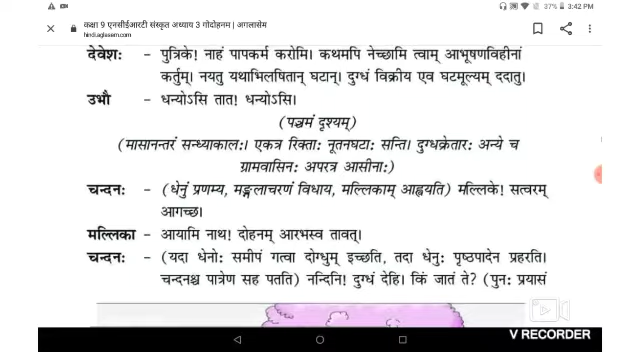 37% 3:42 PM
कक्षा 9 एनसीईआरटी संस्कृत अध्याय 3 गोदोहनम् | अगलासेम
hindi.aglasem.com
देवेशः - पुत्रिके! नाहं पापकर्म करोमि। कथमपि नेच्छामि त्वाम् आभूषणविहीनां
कर्तुम्। नयतु यथाभिलषितान् घटान्। दुग्धं विक्रीय एव घटमूल्यम् ददातु।
उभौ - धन्योऽसि तात! धन्योऽसि।
(पञ्चमं दृश्यम्)
(मासानन्तरं सन्ध्याकालः। एकत्र रिक्ताः नूतनघटाः सन्ति। दुग्धक्रेतारः अन्ये च
ग्रामवासिनः अपरत्र आसीनाः)
चन्दनः - (धेनुं प्रणम्य, मङ्गलाचरणं विधाय, मल्लिकाम् आह्वयति) मल्लिके! सत्वरम्
आगच्छ।
मल्लिका - आयामि नाथ! दोहनम् आरभस्व तावत्।
चन्दनः - (यदा धेनोः समीपं गत्वा दोग्धुम् इच्छति, तदा धेनुः पृष्ठपादेन प्रहरति।
चन्दनश्च पात्रेण सह पतति) नन्दिनि! दुग्धं देहि। किं जातं ते? (पुनः प्रयासं
V RECORDER